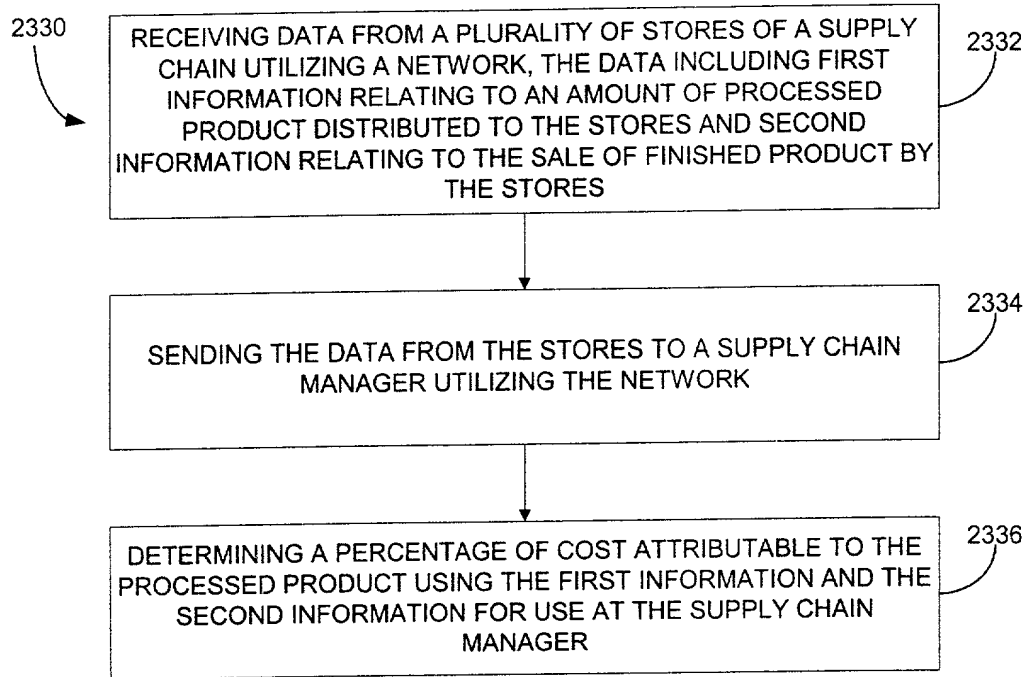 2330
RECEIVING DATA FROM A PLURALITY OF STORES OF A SUPPLY
CHAIN UTILIZING A NETWORK, THE DATA INCLUDING FIRST
INFORMATION RELATING TO AN AMOUNT OF PROCESSED
PRODUCT DISTRIBUTED TO THE STORES AND SECOND
INFORMATION RELATING TO THE SALE OF FINISHED PRODUCT BY
THE STORES
2332
SENDING THE DATA FROM THE STORES TO A SUPPLY CHAIN
MANAGER UTILIZING THE NETWORK
2334
DETERMINING A PERCENTAGE OF COST ATTRIBUTABLE TO THE
PROCESSED PRODUCT USING THE FIRST INFORMATION AND THE
SECOND INFORMATION FOR USE AT THE SUPPLY CHAIN
MANAGER
2336